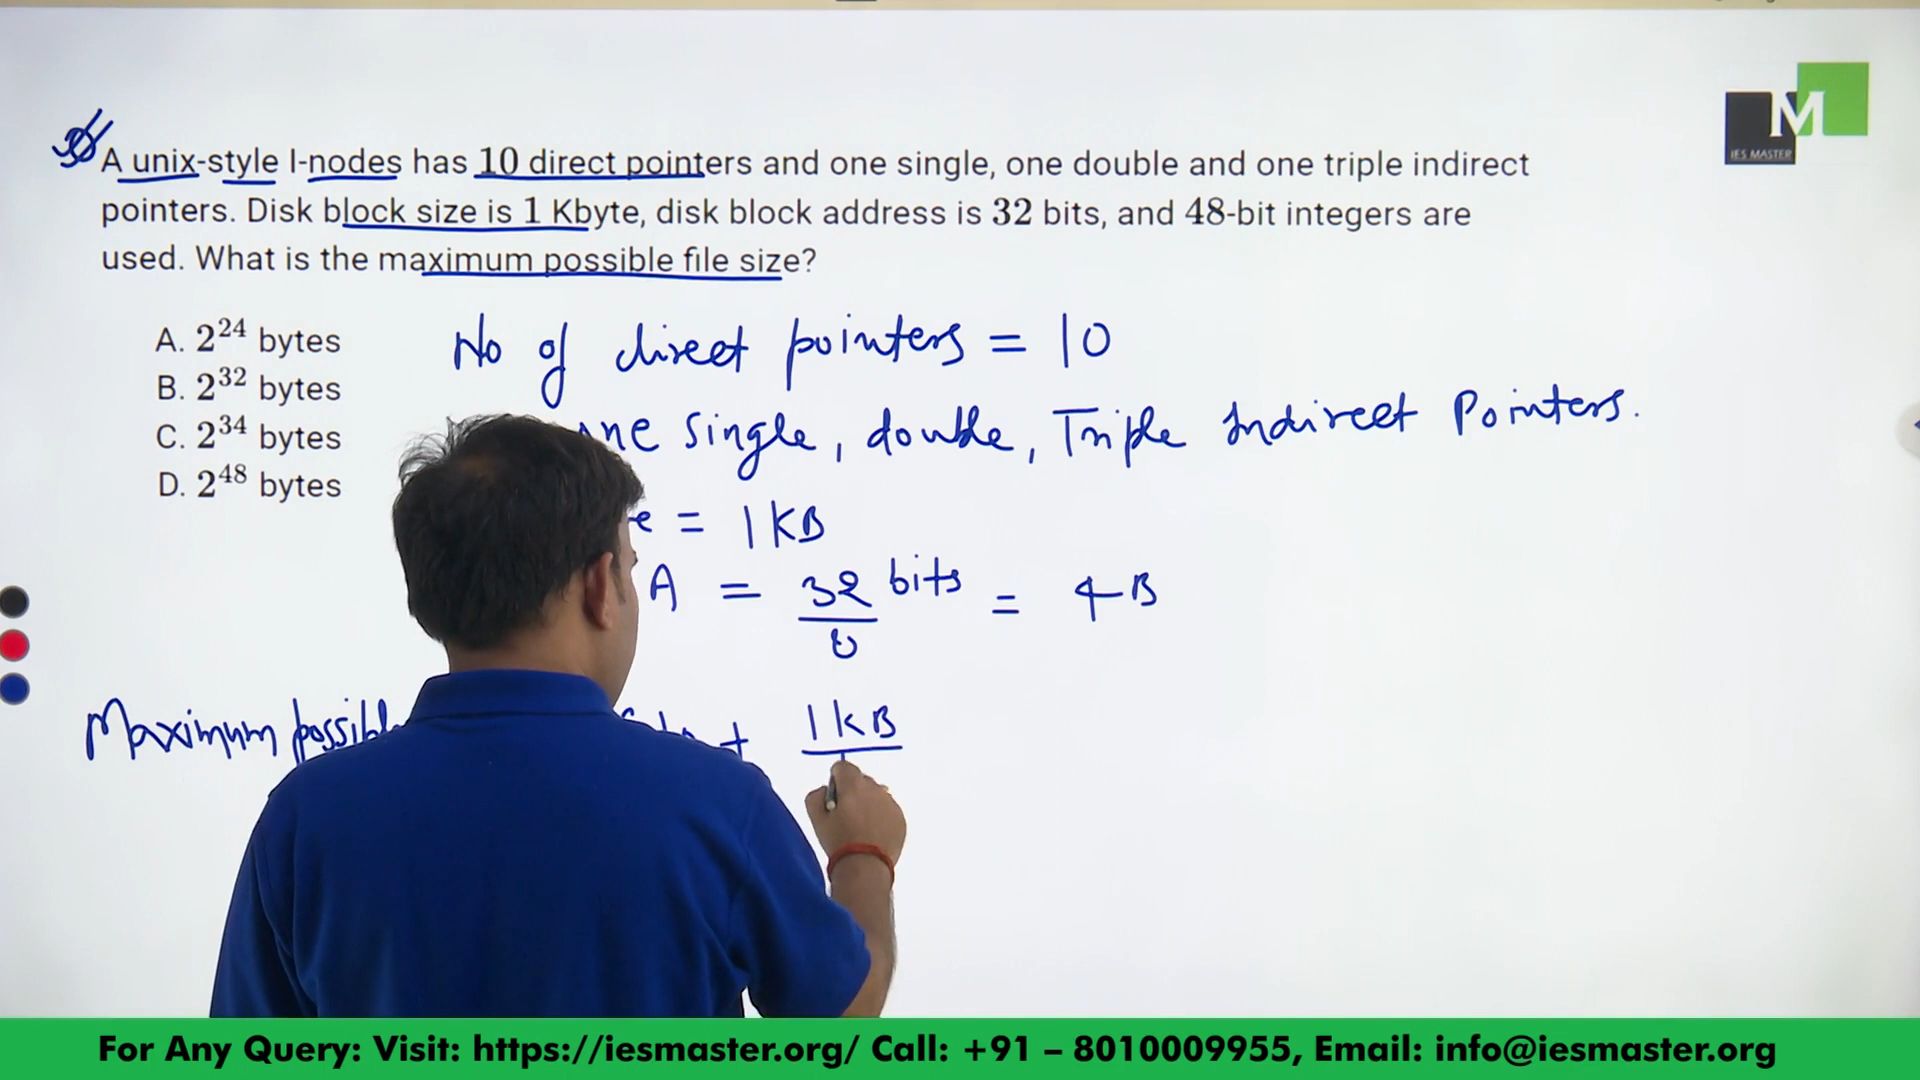 M
IES MASTER
A unix-style I-nodes has 10 direct pointers and one single, one double and one triple indirect
pointers. Disk block size is 1 Kbyte, disk block address is 32 bits, and 48-bit integers are
used. What is the maximum possible file size?
A. 2^24 bytes
B. 2^32 bytes
C. 2^34 bytes
D. 2^48 bytes
No of direct pointers = 10
one single, double, Triple Indirect Pointers.
= 1KB
A = 32 bits / 8 = 4B
Maximum possible + 1KB
For Any Query: Visit: https://iesmaster.org/ Call: +91 – 8010009955, Email: info@iesmaster.org